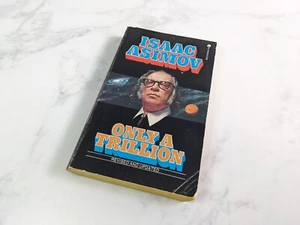 ISAAC
ASIMOV
ONLY A
TRILLION
REVISED AND UPDATED